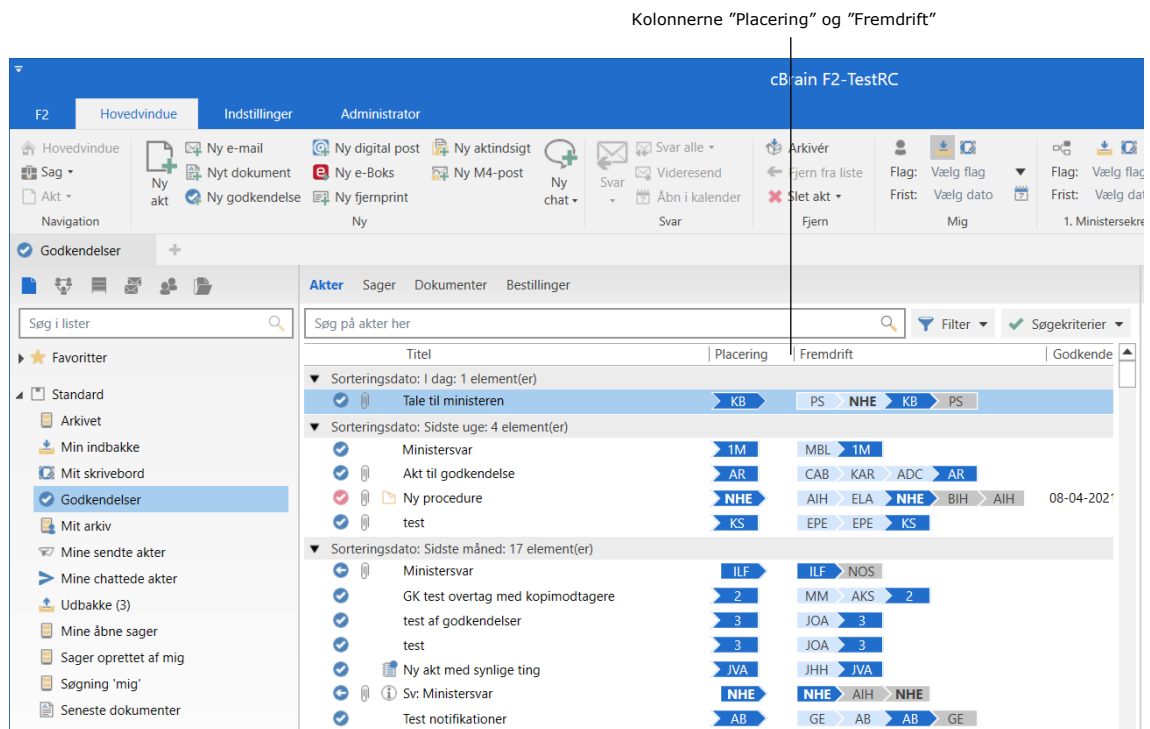 Kolonnerne ”Placering” og ”Fremdrift”
cBrain F2-TestRC
F2 Hovedvindue Indstillinger Administrator
Hovedvindue Ny e-mail Ny digital post Ny aktindsigt Svar alle Arkivér
Sag Nyt dokument Ny e-Boks Ny M4-post Videresend Fjern fra liste Flag: Vælg flag Flag: Vælg flag
Akt Ny akt Ny godkendelse Ny fjernprint Ny chat Svar Åbn i kalender Slet akt Frist: Vælg dato 7 Frist: Vælg dat
Navigation Ny Svar Fjern Mig 1. Ministersekre
Godkendelser
Akter Sager Dokumenter Bestillinger
Søg i lister Søg på akter her Filter Søgekriterier
Favoritter
Standard
Arkivet
Min indbakke
Mit skrivebord
Godkendelser
Mit arkiv
Mine sendte akter
Mine chattede akter
Udbakke (3)
Mine åbne sager
Sager oprettet af mig
Søgning 'mig'
Seneste dokumenter
Titel Placering Fremdrift Godkende
Sorteringsdato: I dag: 1 element(er)
Tale til ministeren KB PS NHE KB PS
Sorteringsdato: Sidste uge: 4 element(er)
Ministersvar 1M MBL 1M
Akt til godkendelse AR CAB KAR ADC AR
Ny procedure NHE AIH ELA NHE BIH AIH 08-04-2021
test KS EPE EPE KS
Sorteringsdato: Sidste måned: 17 element(er)
Ministersvar ILF ILF NOS
GK test overtag med kopimodtagere 2 MM AKS 2
test af godkendelser 3 JOA 3
test 3 JOA 3
Ny akt med synlige ting JVA JHH JVA
Sv: Ministersvar NHE NHE AIH NHE
Test notifikationer AB GE AB AB GE